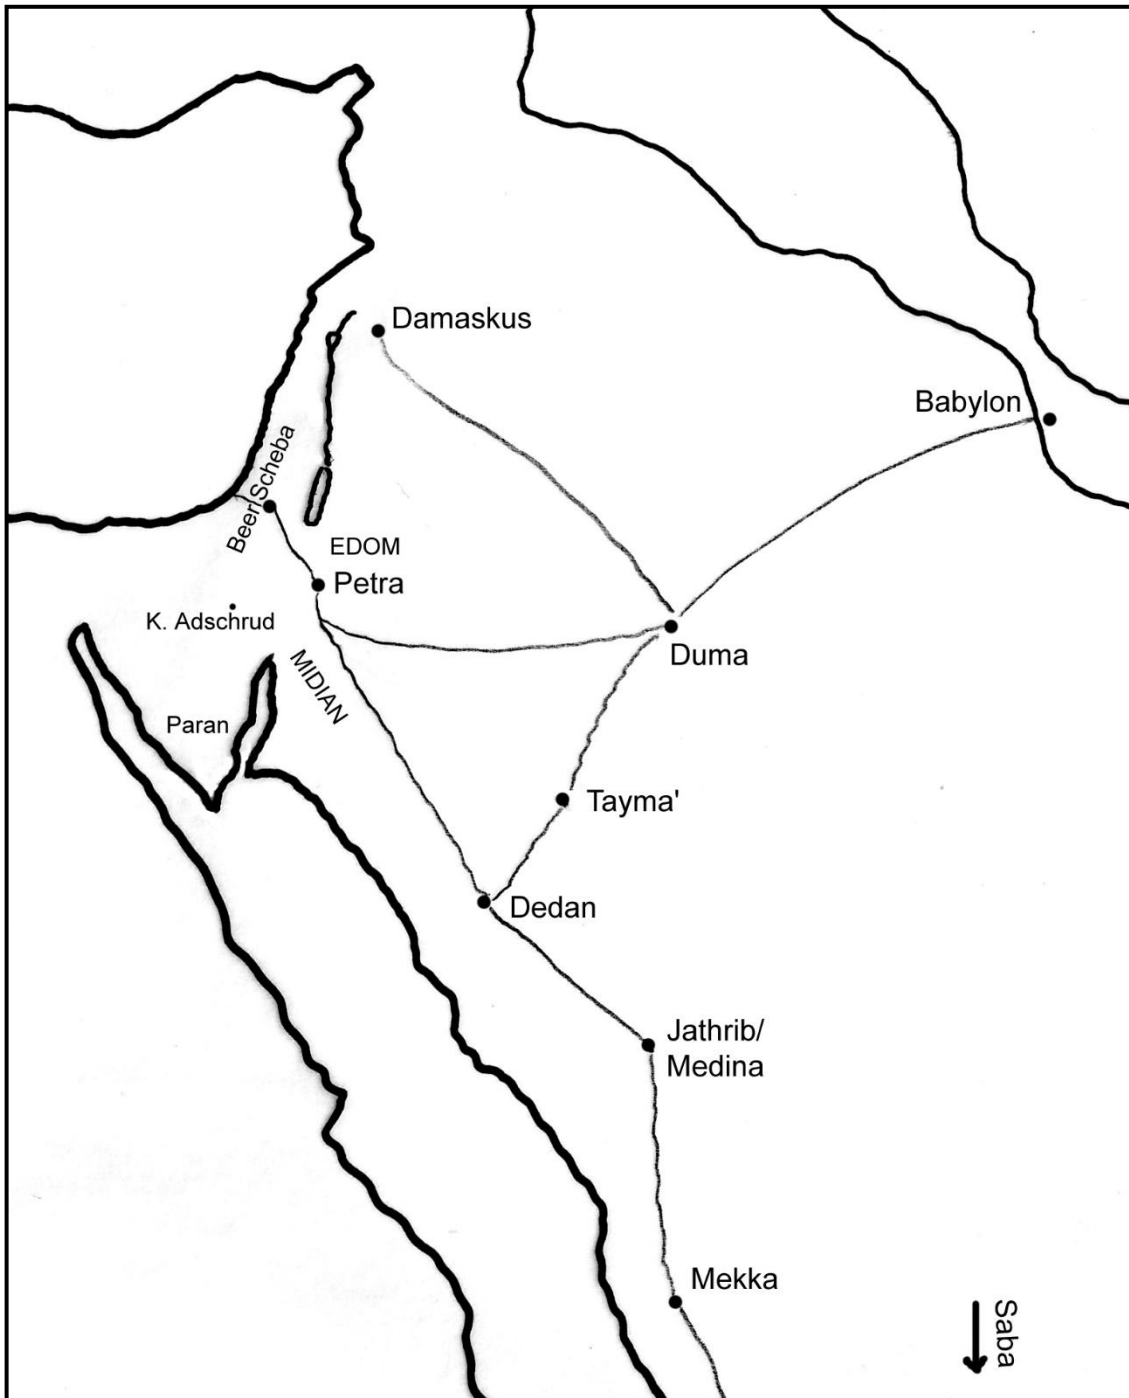 Damaskus
Babylon
Beer Scheba
EDOM
Petra
K. Adschrud
Duma
MIDIAN
Paran
Tayma'
Dedan
Jathrib/
Medina
Mekka
Saba